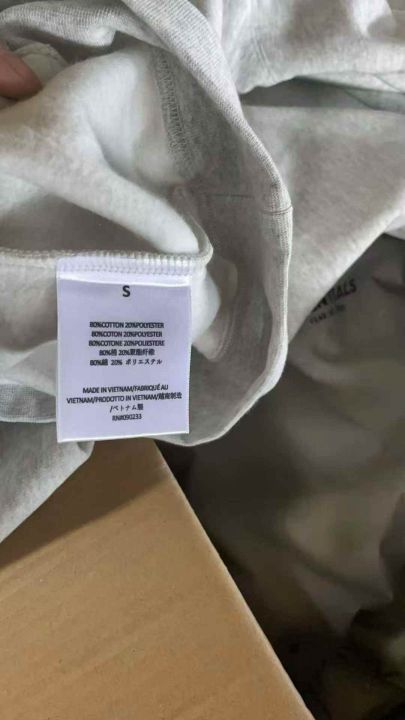 S
80%COTTON 20%POLYESTER
80%COTON 20%POLYESTER
80%COTONE 20%POLIESTERE
80%棉 20%聚酯纤维
80%綿 20% ポリエステル
MADE IN VIETNAM/FABRIQUÉ AU
VIETNAM/PRODOTTO IN VIETNAM/越南制造
/ベトナム製
RN#090233